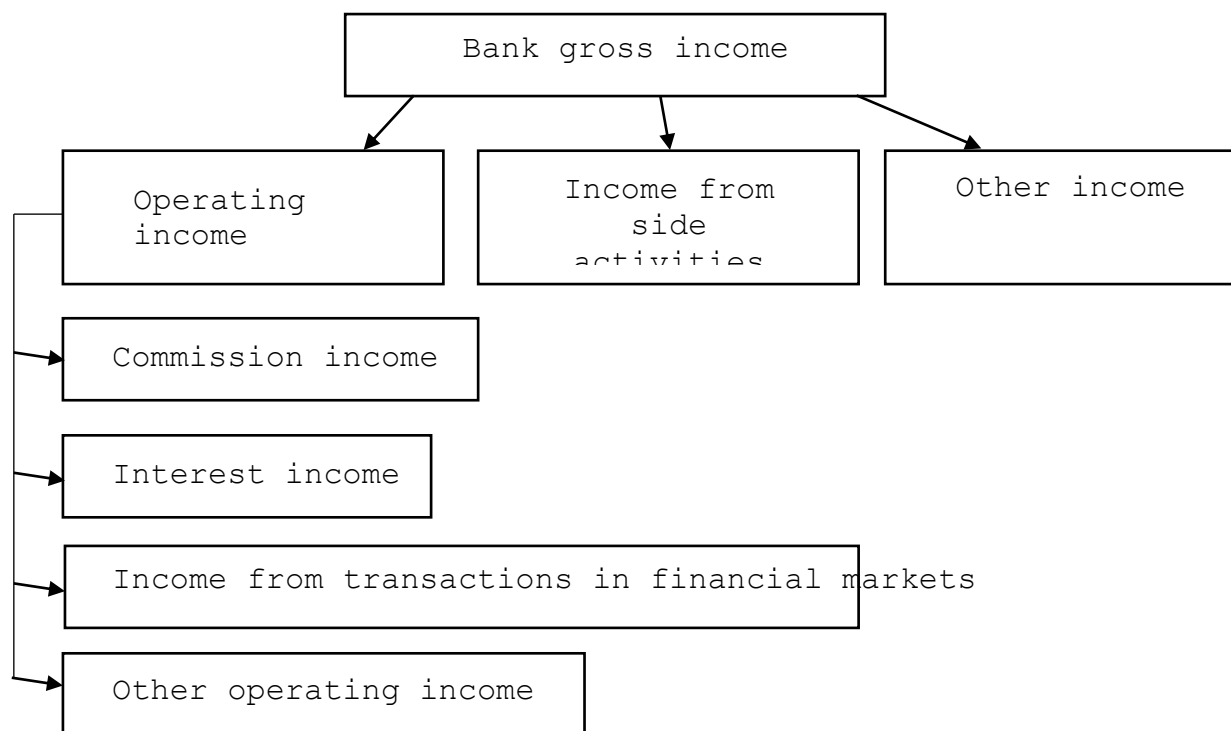 Bank gross income
Operating
income
Income from
side
activities
Other income
Commission income
Interest income
Income from transactions in financial markets
Other operating income